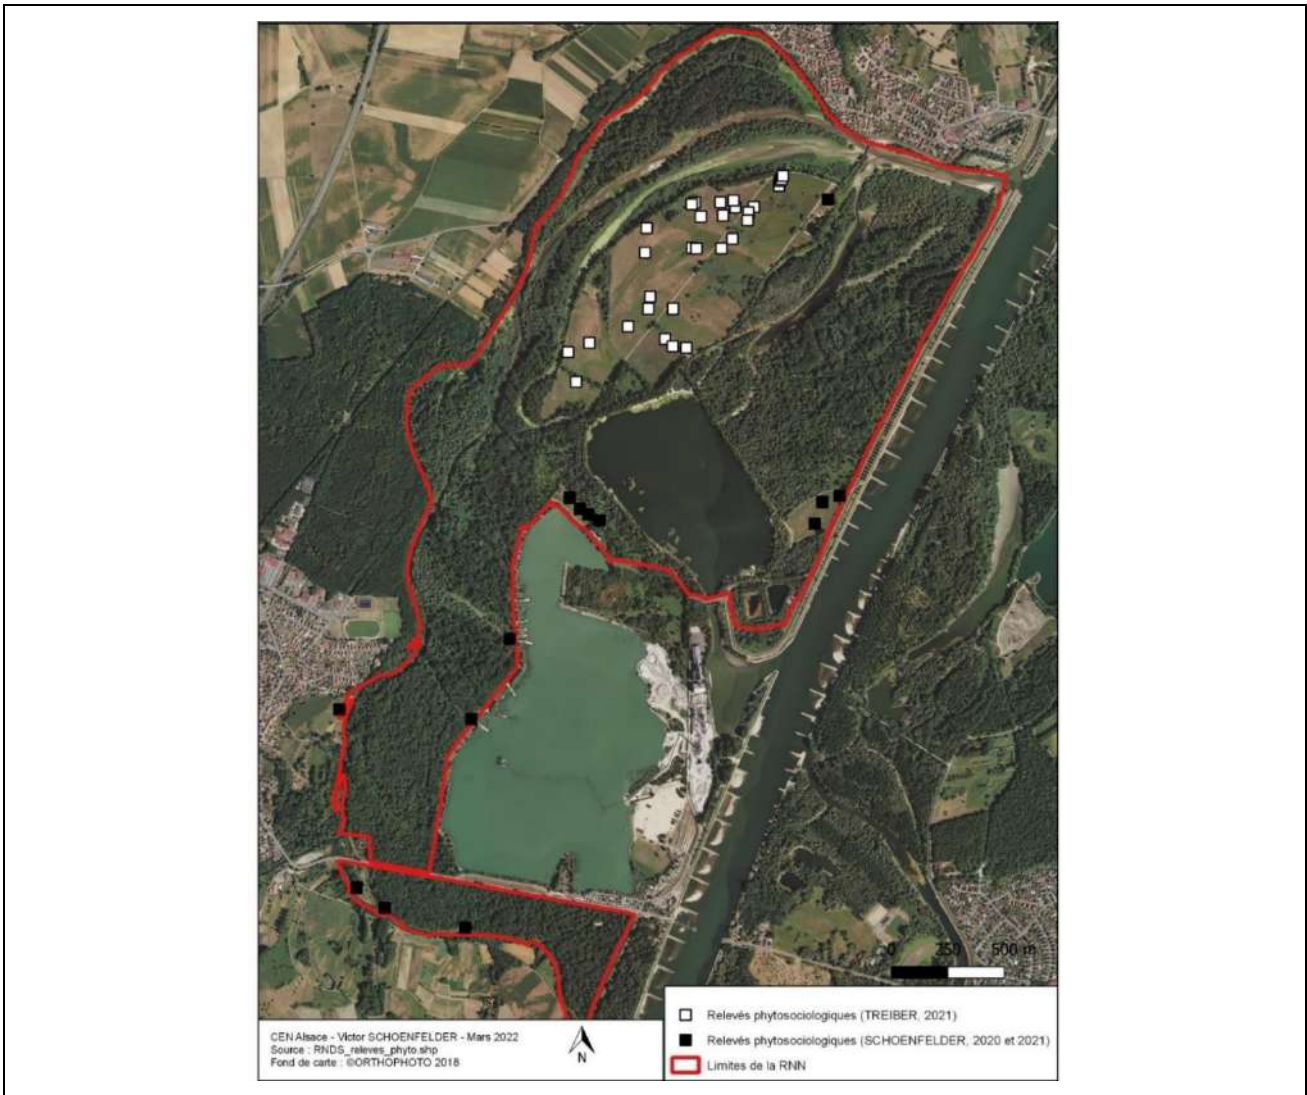 0 250 500 m
Relevés phytosociologiques (TREIBER, 2021)
Relevés phytosociologiques (SCHOENFELDER, 2020 et 2021)
Limites de la RNN
CEN Alsace - Victor SCHOENFELDER - Mars 2022
Source : RNDS_releves_phyto.shp
Fond de carte : ©ORTHOPHOTO 2018
N